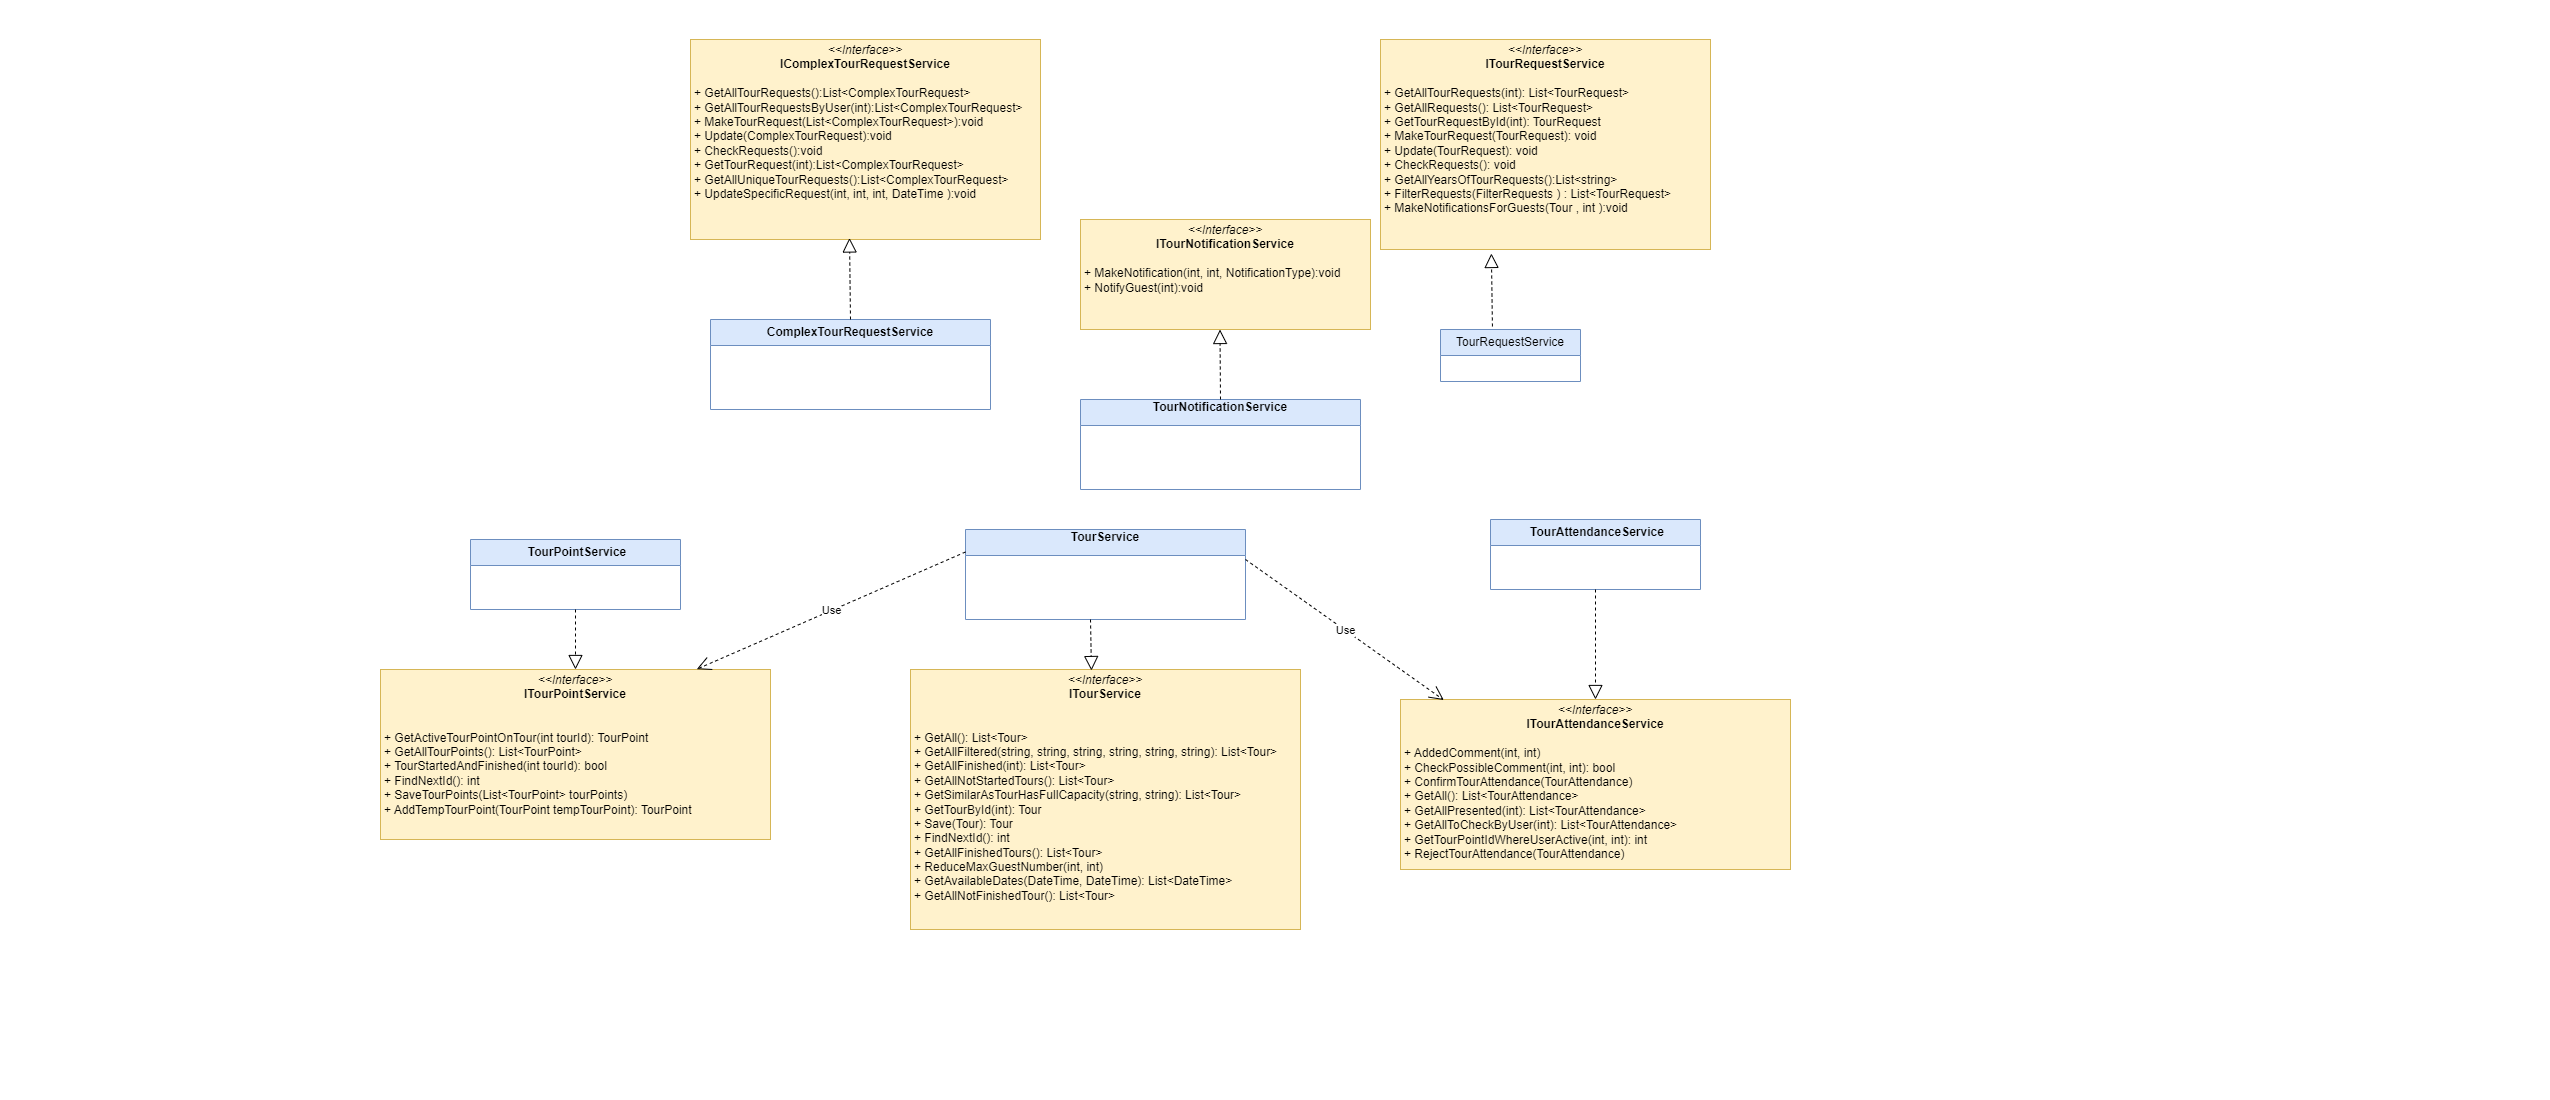 <<Interface>>
IComplexTourRequestService
+ GetAllTourRequests():List<ComplexTourRequest>
+ GetAllTourRequestsByUser(int):List<ComplexTourRequest>
+ MakeTourRequest(List<ComplexTourRequest>):void
+ Update(ComplexTourRequest):void
+ CheckRequests():void
+ GetTourRequest(int):List<ComplexTourRequest>
+ GetAllUniqueTourRequests():List<ComplexTourRequest>
+ UpdateSpecificRequest(int, int, int, DateTime ):void
<<Interface>>
ITourRequestService
+ GetAllTourRequests(int): List<TourRequest>
+ GetAllRequests(): List<TourRequest>
+ GetTourRequestById(int): TourRequest
+ MakeTourRequest(TourRequest): void
+ Update(TourRequest): void
+ CheckRequests(): void
+ GetAllYearsOfTourRequests():List<string>
+ FilterRequests(FilterRequests ) : List<TourRequest>
+ MakeNotificationsForGuests(Tour , int ):void
<<Interface>>
ITourNotificationService
+ MakeNotification(int, int, NotificationType):void
+ NotifyGuest(int):void
ComplexTourRequestService
TourRequestService
TourNotificationService
TourPointService
TourService
TourAttendanceService
Use
Use
<<Interface>>
ITourPointService
+ GetActiveTourPointOnTour(int tourId): TourPoint
+ GetAllTourPoints(): List<TourPoint>
+ TourStartedAndFinished(int tourId): bool
+ FindNextId(): int
+ SaveTourPoints(List<TourPoint> tourPoints)
+ AddTempTourPoint(TourPoint tempTourPoint): TourPoint
<<Interface>>
ITourService
+ GetAll(): List<Tour>
+ GetAllFiltered(string, string, string, string, string, string): List<Tour>
+ GetAllFinished(int): List<Tour>
+ GetAllNotStartedTours(): List<Tour>
+ GetSimilarAsTourHasFullCapacity(string, string): List<Tour>
+ GetTourById(int): Tour
+ Save(Tour): Tour
+ FindNextId(): int
+ GetAllFinishedTours(): List<Tour>
+ ReduceMaxGuestNumber(int, int)
+ GetAvailableDates(DateTime, DateTime): List<DateTime>
+ GetAllNotFinishedTour(): List<Tour>
<<Interface>>
ITourAttendanceService
+ AddedComment(int, int)
+ CheckPossibleComment(int, int): bool
+ ConfirmTourAttendance(TourAttendance)
+ GetAll(): List<TourAttendance>
+ GetAllPresented(int): List<TourAttendance>
+ GetAllToCheckByUser(int): List<TourAttendance>
+ GetTourPointIdWhereUserActive(int, int): int
+ RejectTourAttendance(TourAttendance)